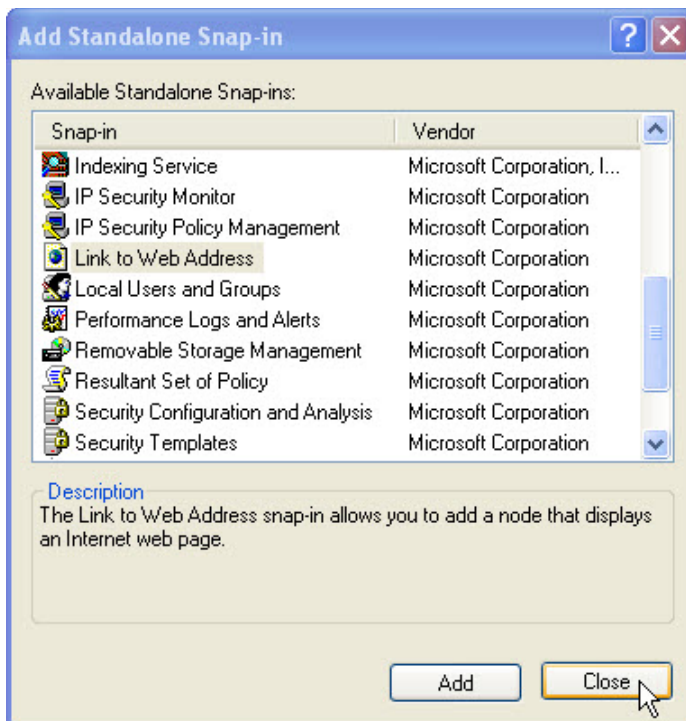 Add Standalone Snap-in
Available Standalone Snap-ins:
Snap-in Vendor
Indexing Service Microsoft Corporation, I...
IP Security Monitor Microsoft Corporation
IP Security Policy Management Microsoft Corporation
Link to Web Address Microsoft Corporation
Local Users and Groups Microsoft Corporation
Performance Logs and Alerts Microsoft Corporation
Removable Storage Management Microsoft Corporation
Resultant Set of Policy Microsoft Corporation
Security Configuration and Analysis Microsoft Corporation
Security Templates Microsoft Corporation
Description
The Link to Web Address snap-in allows you to add a node that displays
an Internet web page.
Add Close